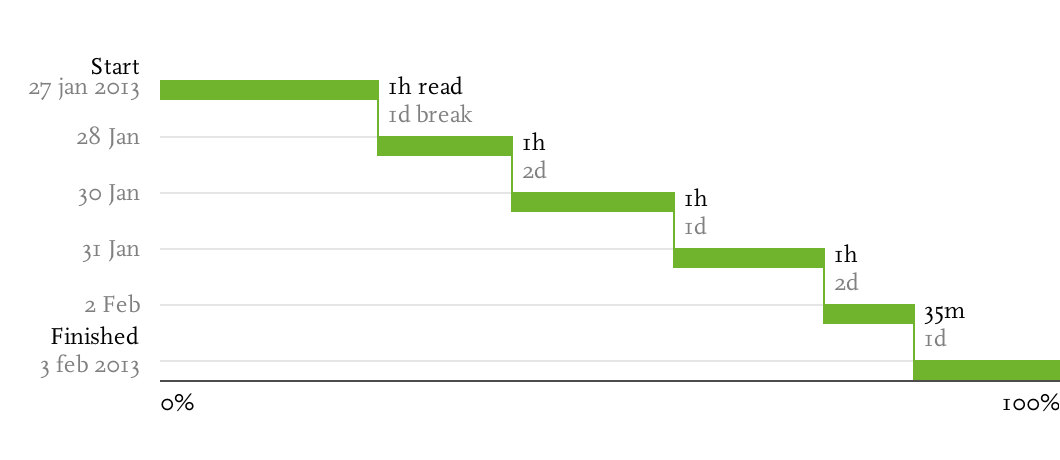 Start
27 jan 2013
1h read
1d break
28 Jan
1h
2d
30 Jan
1h
1d
31 Jan
1h
2d
2 Feb
35m
1d
Finished
3 feb 2013
0%
100%